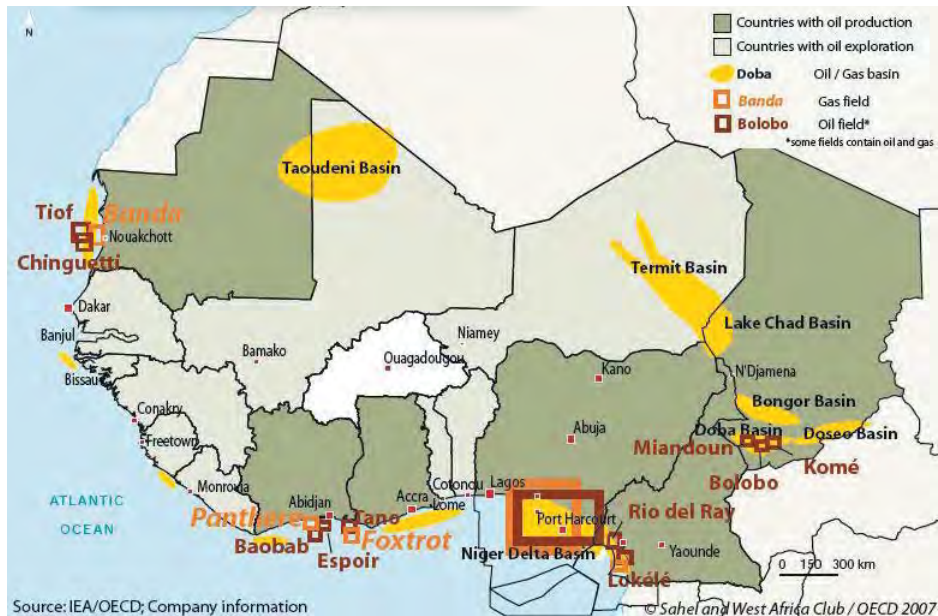 N
Countries with oil production
Countries with oil exploration
Doba Oil / Gas basin
Banda Gas field
Bolobo Oil field*
*some fields contain oil and gas
Taoudeni Basin
Tiof
Banda
Nouakchott
Chinguetti
Termit Basin
Dakar
Lake Chad Basin
Banjul
Niamey
Bamako
Ouagadougou
Kano
N'Djamena
Bissau
Bongor Basin
Conakry
Abuja
Doba Basin
Doseo Basin
Freetown
Miandoun
Komé
Bolobo
Monrovia
Cotonou
Lagos
ATLANTIC
OCEAN
Abidjan
Accra
Lome
Panthere
Tano
Port Harcourt
Rio del Ray
Baobab
Foxtrot
Espoir
Niger Delta Basin
Yaounde
Lokélé
0 150 300 km
Source: IEA/OECD; Company information
© Sahel and West Africa Club / OECD 2007